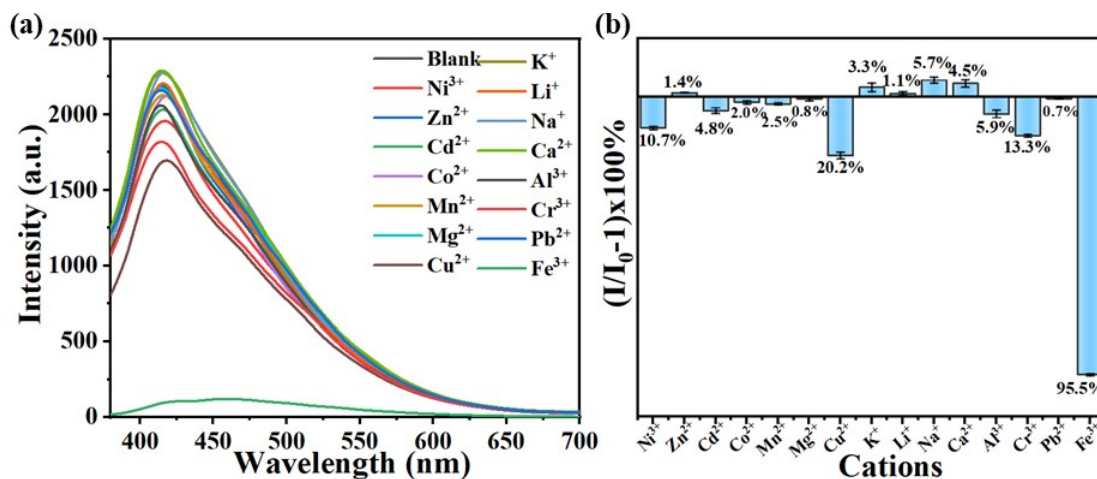 (a)
2500
2000
1500
1000
500
0
400
450
500
550
600
650
700
Intensity (a.u.)
Wavelength (nm)
Blank
Ni³⁺
Zn²⁺
Cd²⁺
Co²⁺
Mn²⁺
Mg²⁺
Cu²⁺
K⁺
Li⁺
Na⁺
Ca²⁺
Al³⁺
Cr³⁺
Pb²⁺
Fe³⁺
(b)
(I/I₀-1)x100%
10.7%
1.4%
4.8%
2.0%
2.5%
0.8%
20.2%
3.3%
1.1%
5.7%
4.5%
5.9%
13.3%
0.7%
95.5%
Ni³⁺
Zn²⁺
Cd²⁺
Co²⁺
Mn²⁺
Mg²⁺
Cu²⁺
K⁺
Li⁺
Na⁺
Ca²⁺
Al³⁺
Cr³⁺
Pb²⁺
Fe³⁺
Cations